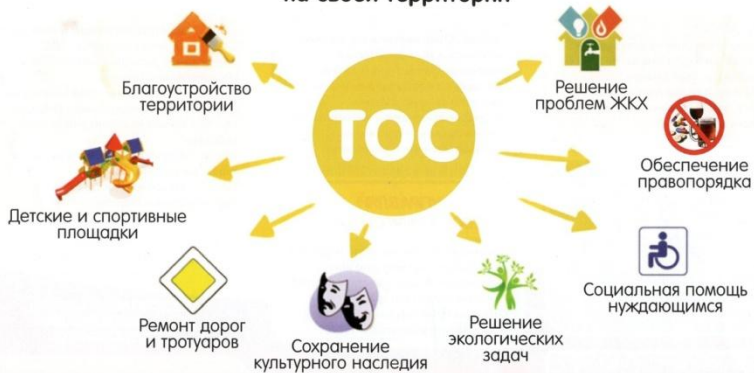 на своей территории
ТОС
Благоустройство
территории
Решение
проблем ЖКХ
Обеспечение
правопорядка
Детские и спортивные
площадки
Социальная помощь
нуждающимся
Ремонт дорог
и тротуаров
Сохранение
культурного наследия
Решение
экологических
задач